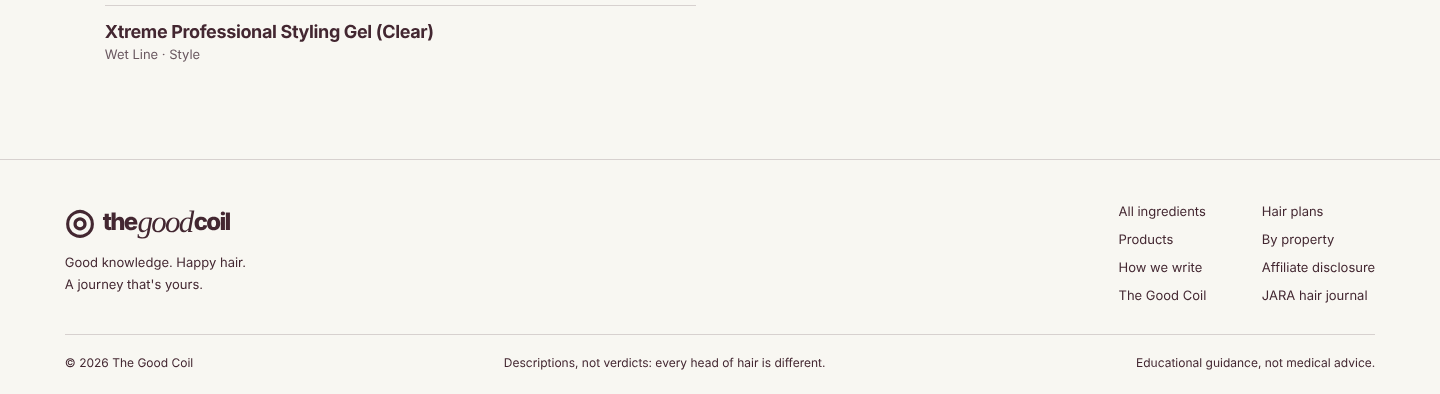 Xtreme Professional Styling Gel (Clear)
Wet Line · Style
thegoodcoil
Good knowledge. Happy hair.
A journey that's yours.
All ingredients
Products
How we write
The Good Coil
Hair plans
By property
Affiliate disclosure
JARA hair journal
© 2026 The Good Coil
Descriptions, not verdicts: every head of hair is different.
Educational guidance, not medical advice.